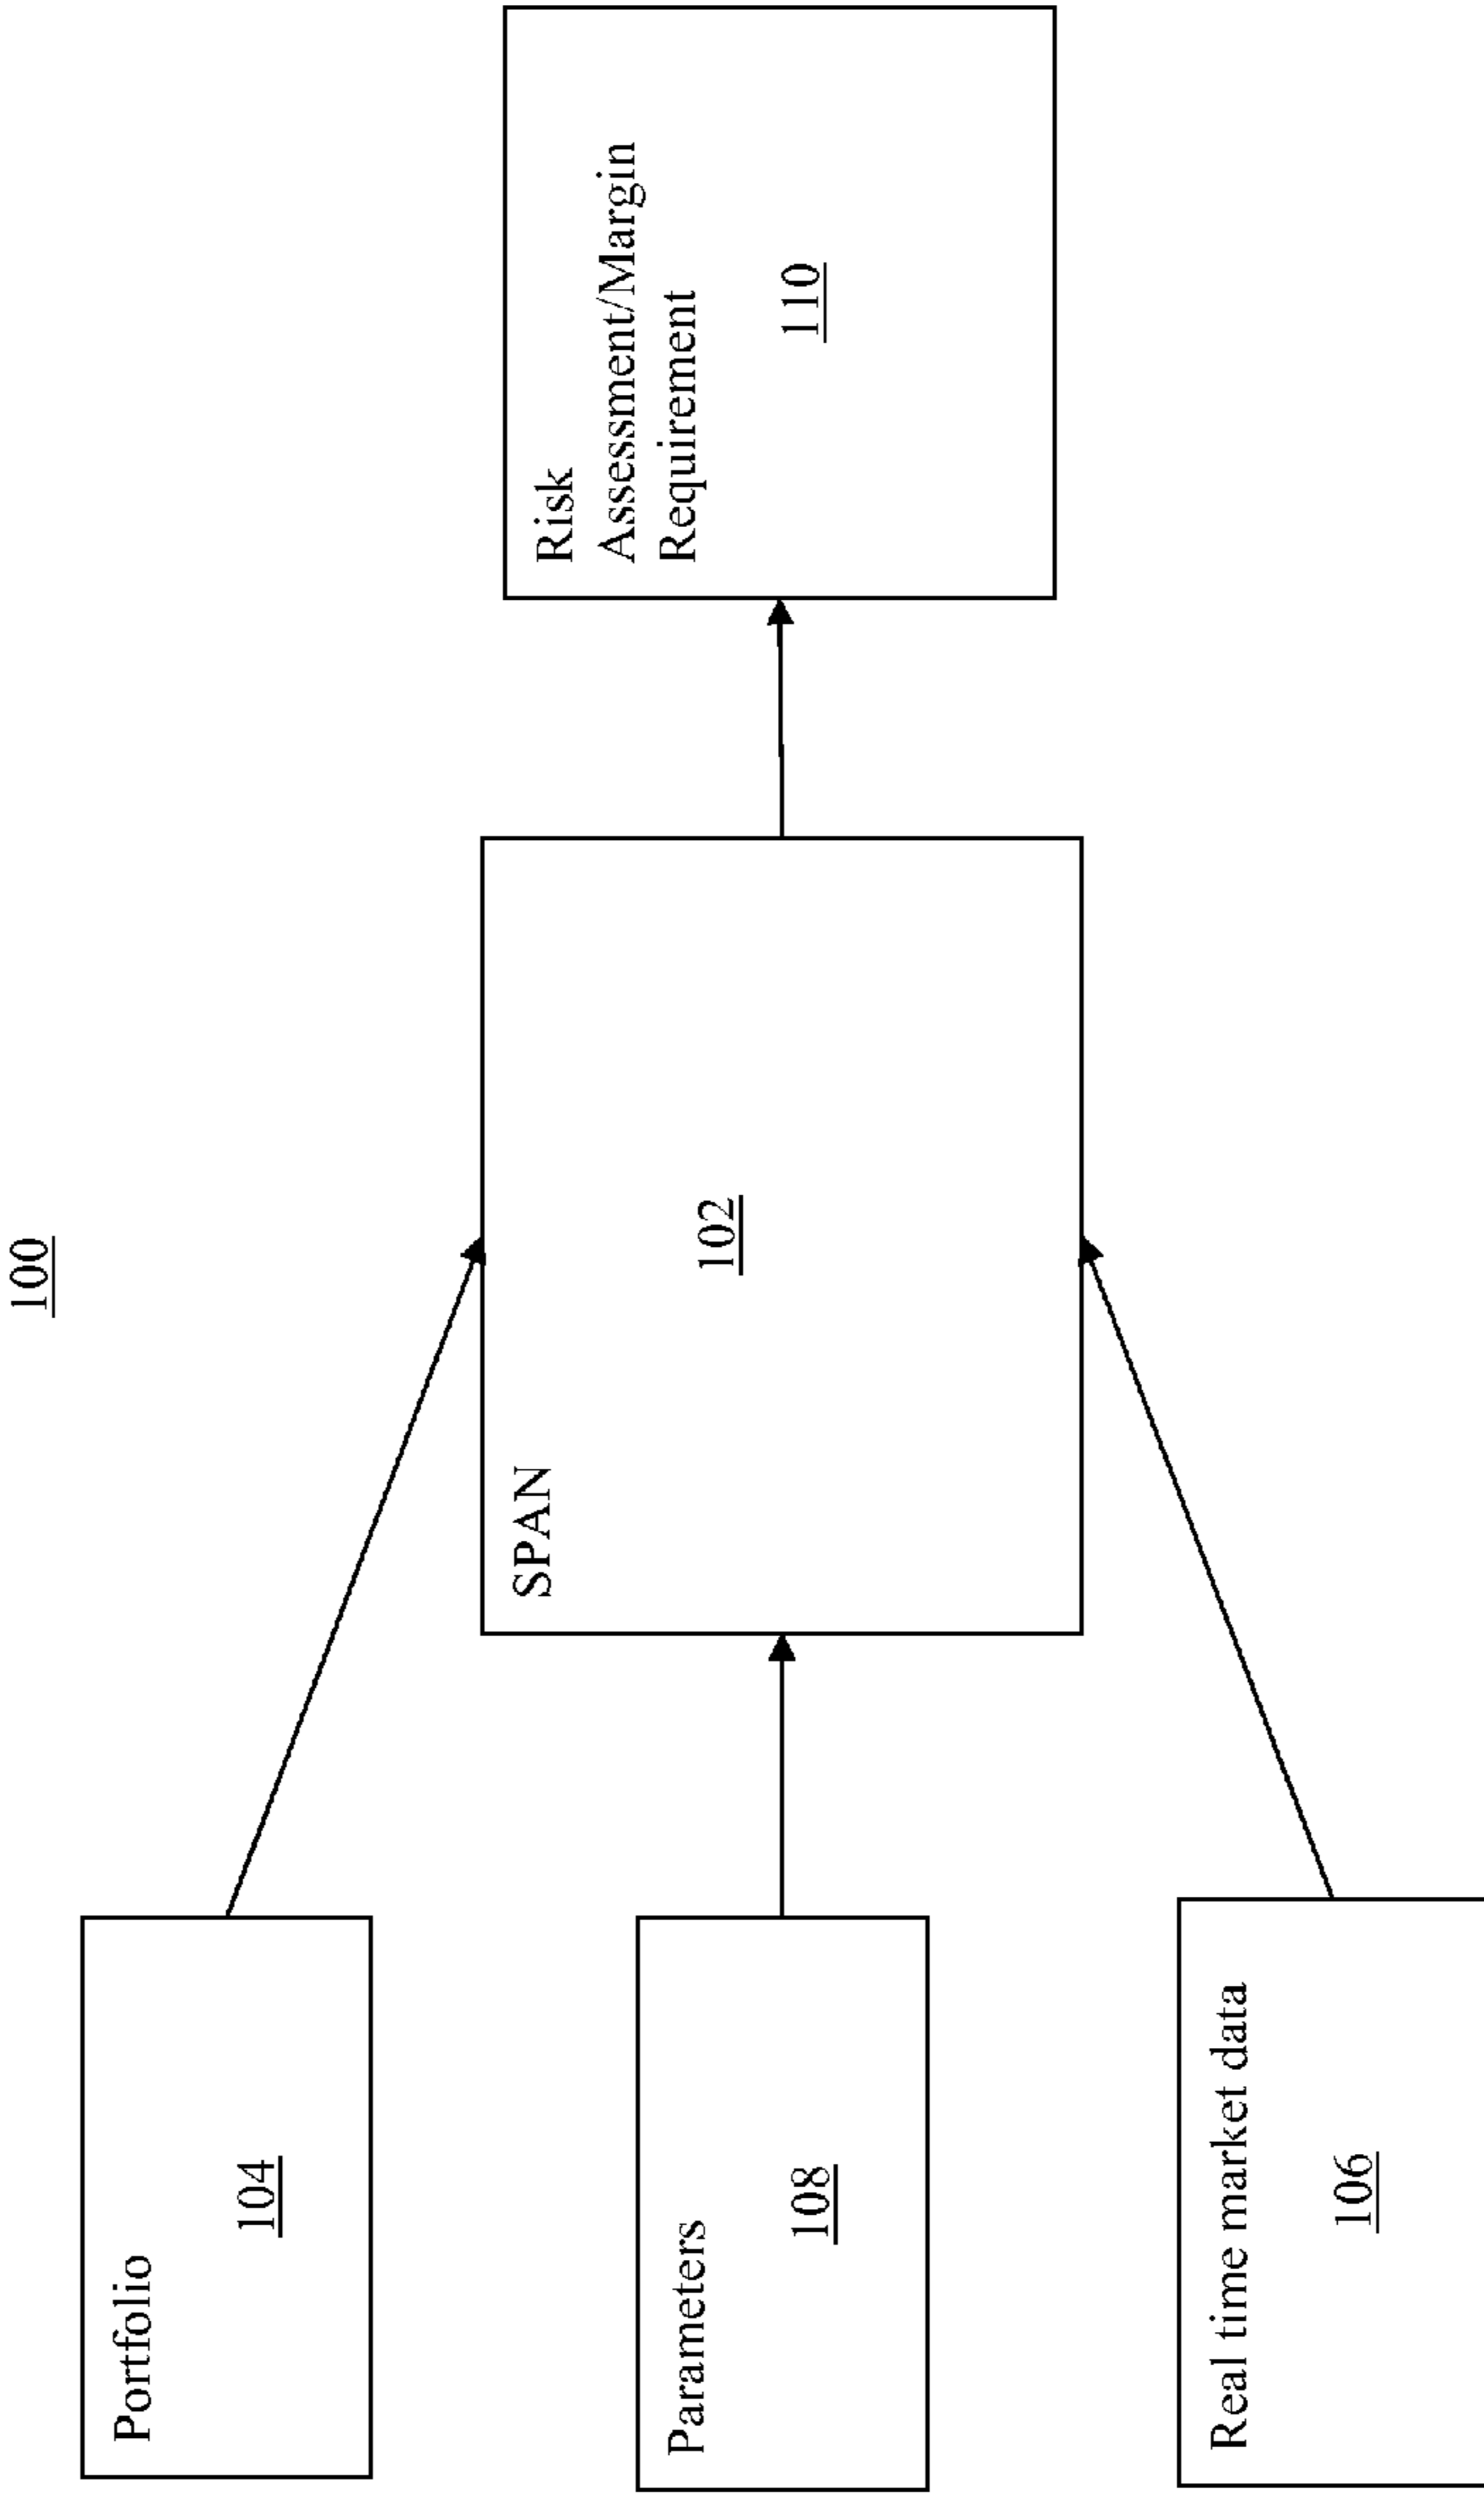 100
Portfolio
104
Parameters
108
Real time market data
106
SPAN
102
Risk
Assessment/Margin
Requirement
110